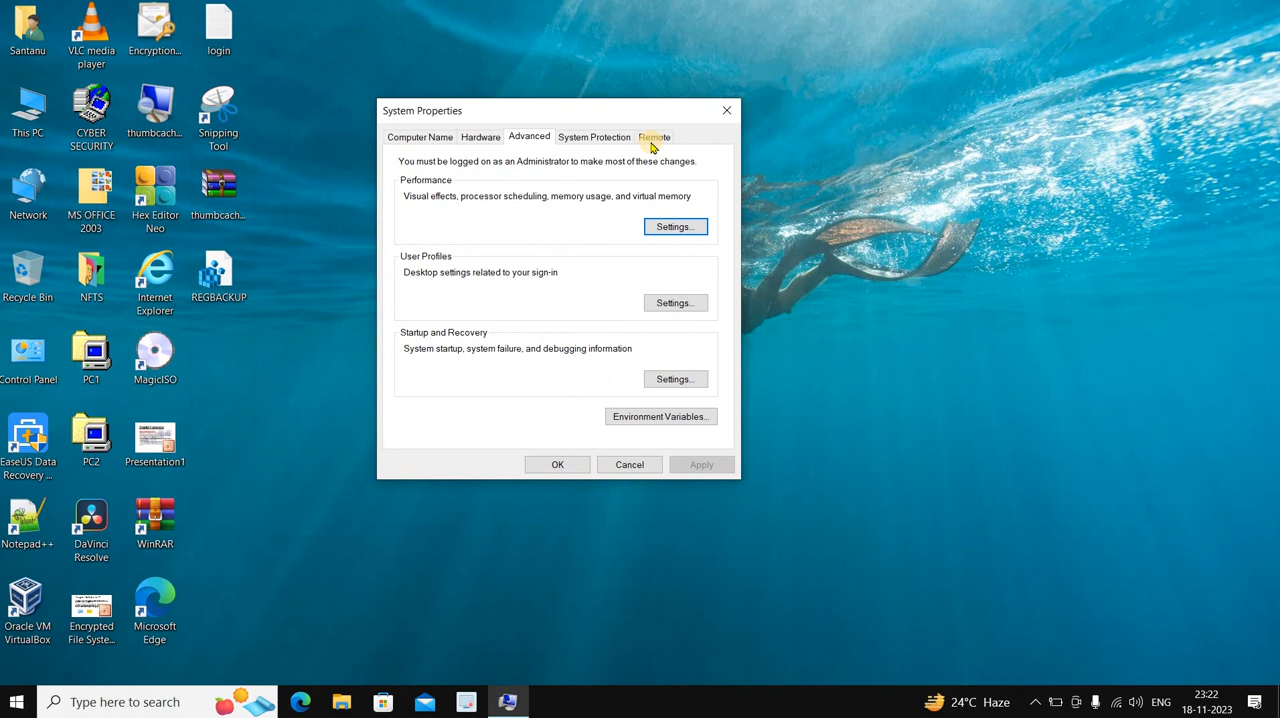 Santanu
VLC media
player
Encryption...
login
This PC
CYBER
SECURITY
thumbcach...
Snipping
Tool
Network
MS OFFICE
2003
Hex Editor
Neo
thumbcach...
Recycle Bin
NFTS
Internet
Explorer
REGBACKUP
Control Panel
PC1
MagicISO
EaseUS Data
Recovery ...
PC2
Presentation1
Notepad++
DaVinci
Resolve
WinRAR
Oracle VM
VirtualBox
Encrypted
File Syste...
Microsoft
Edge
System Properties
Computer Name
Hardware
Advanced
System Protection
Remote
You must be logged on as an Administrator to make most of these changes.
Performance
Visual effects, processor scheduling, memory usage, and virtual memory
Settings...
User Profiles
Desktop settings related to your sign-in
Settings...
Startup and Recovery
System startup, system failure, and debugging information
Settings...
Environment Variables...
OK
Cancel
Apply
Type here to search
24°C Haze
ENG
23:22
18-11-2023